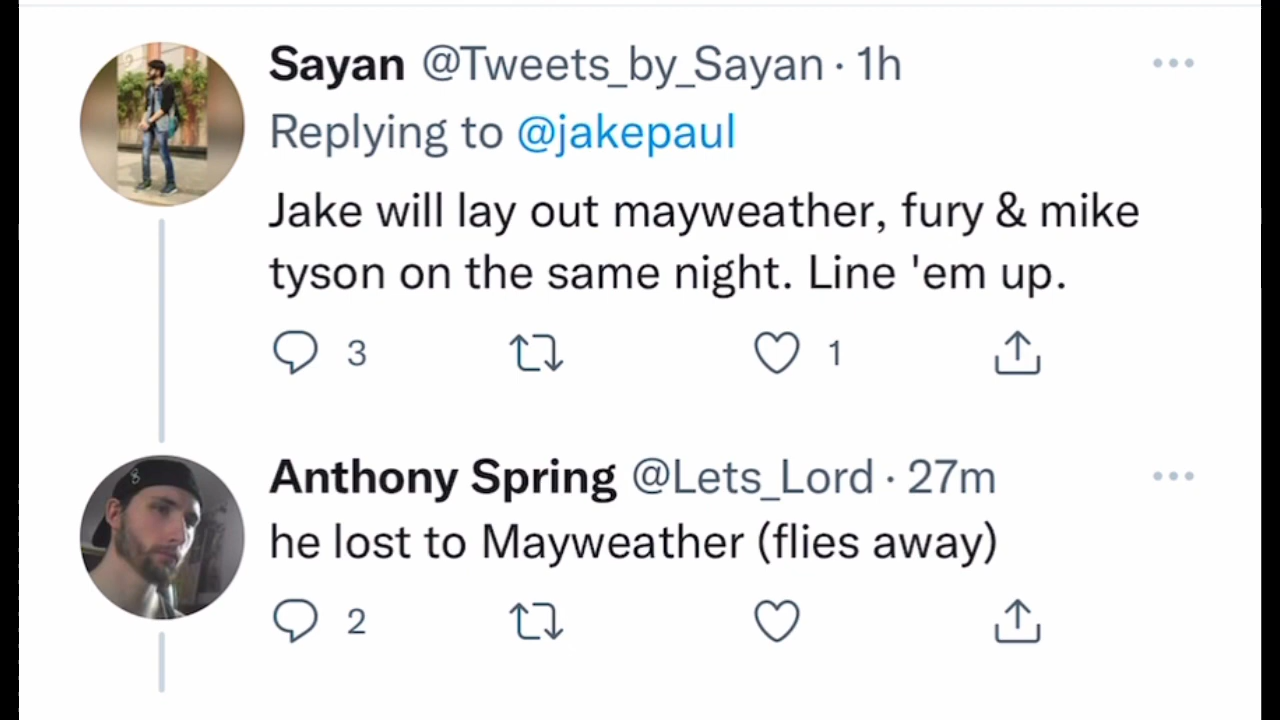 Sayan @Tweets_by_Sayan · 1h
Replying to @jakepaul
Jake will lay out mayweather, fury & mike
tyson on the same night. Line 'em up.
3 1
Anthony Spring @Lets_Lord · 27m
he lost to Mayweather (flies away)
2